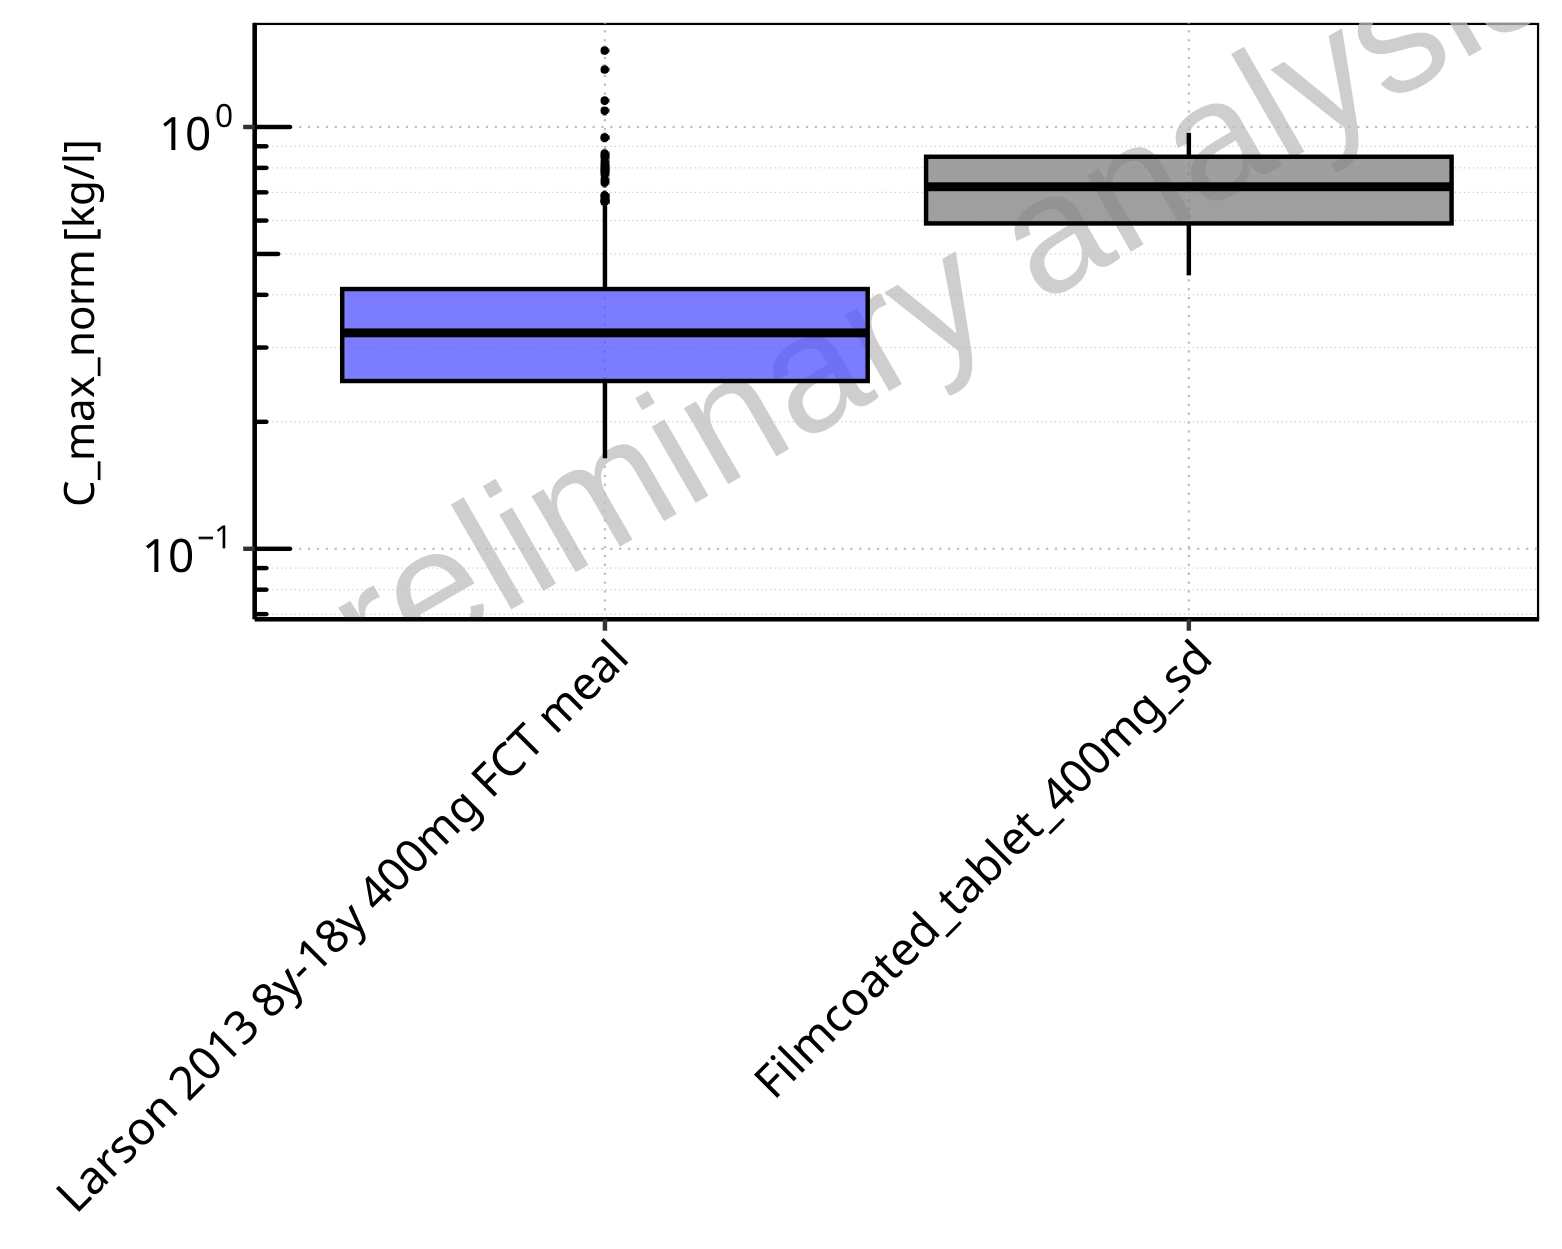 C_max_norm [kg/l]
10⁰
10⁻¹
reliminary analysis
Larson 2013 8y-18y 400mg FCT meal
Filmcoated_tablet_400mg_sd